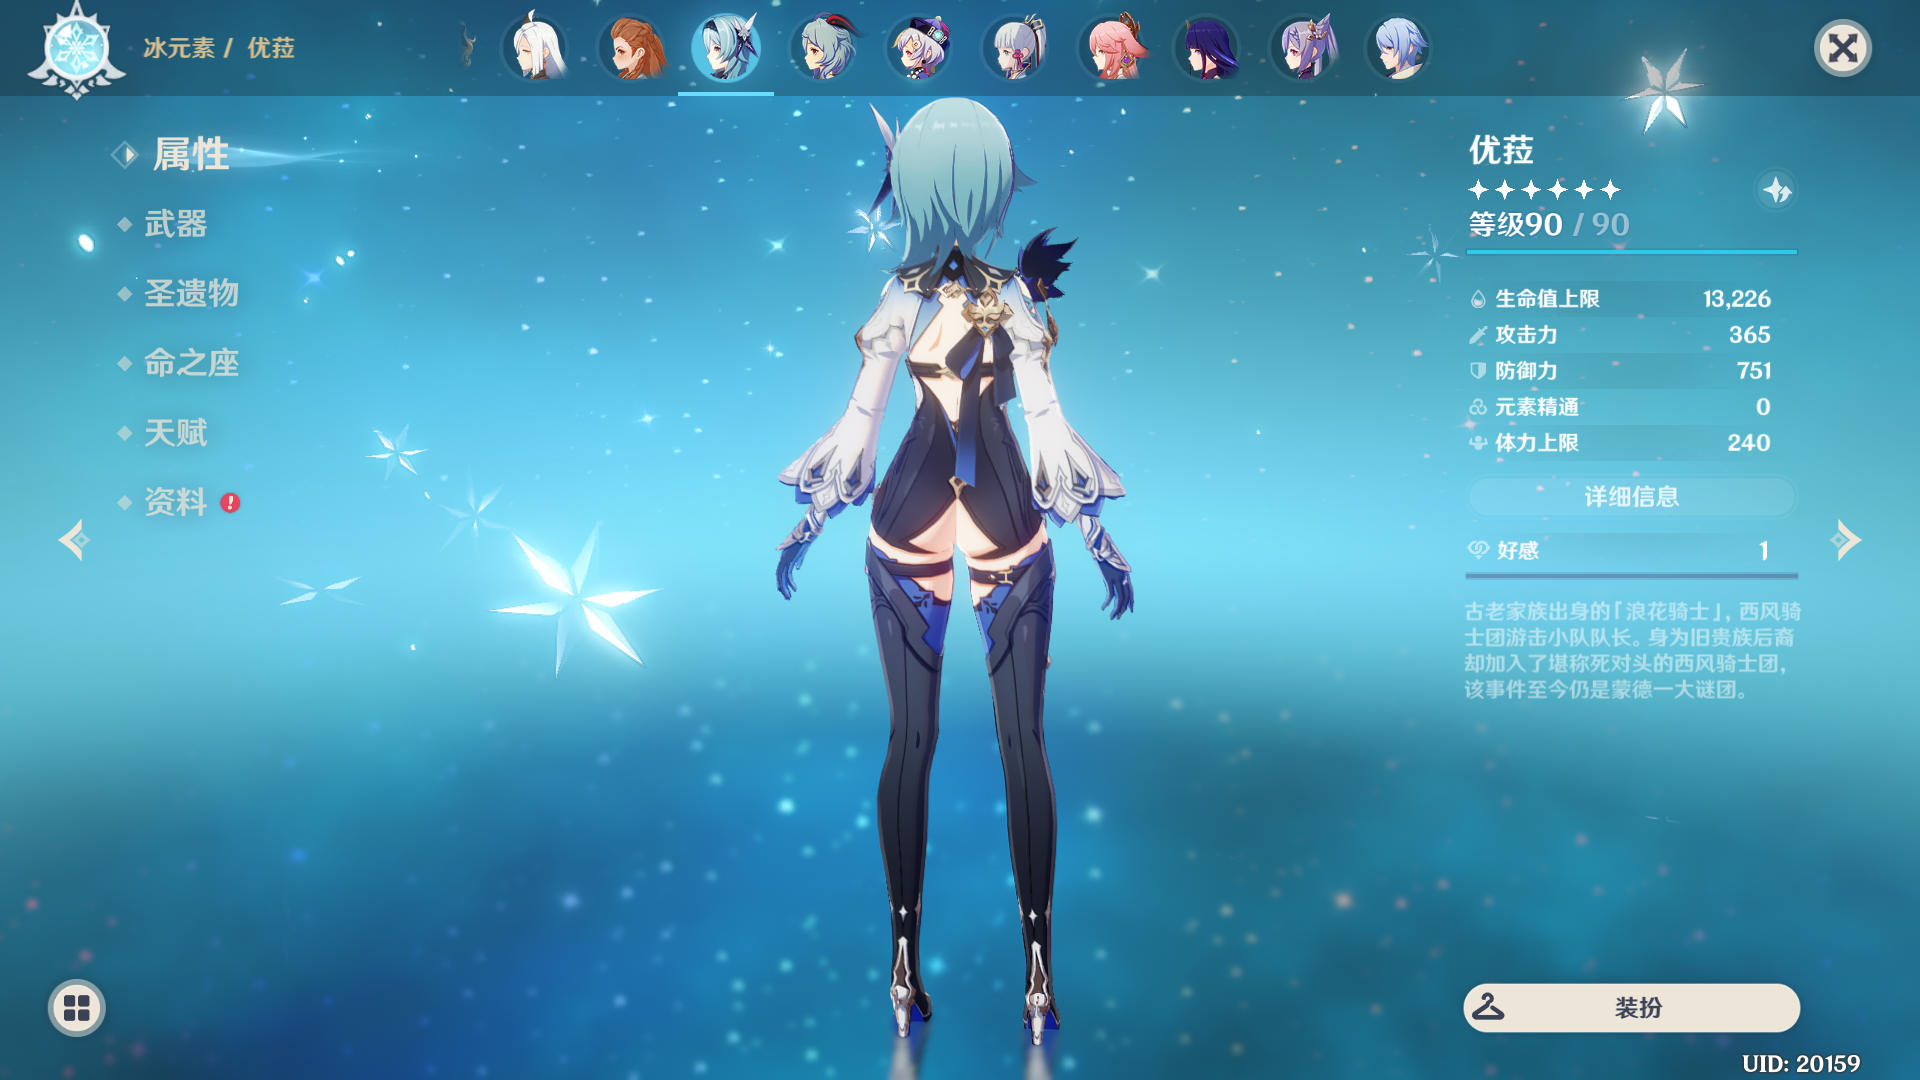 冰元素 / 优菈
属性
武器
圣遗物
命之座
天赋
资料
优菈
等级90 / 90
生命值上限 13,226
攻击力 365
防御力 751
元素精通 0
体力上限 240
详细信息
好感 1
古老家族出身的「浪花骑士」，西风骑
士团游击小队队长。身为旧贵族后裔
却加入了堪称死对头的西风骑士团，
该事件至今仍是蒙德一大谜团。
装扮
UID: 20159